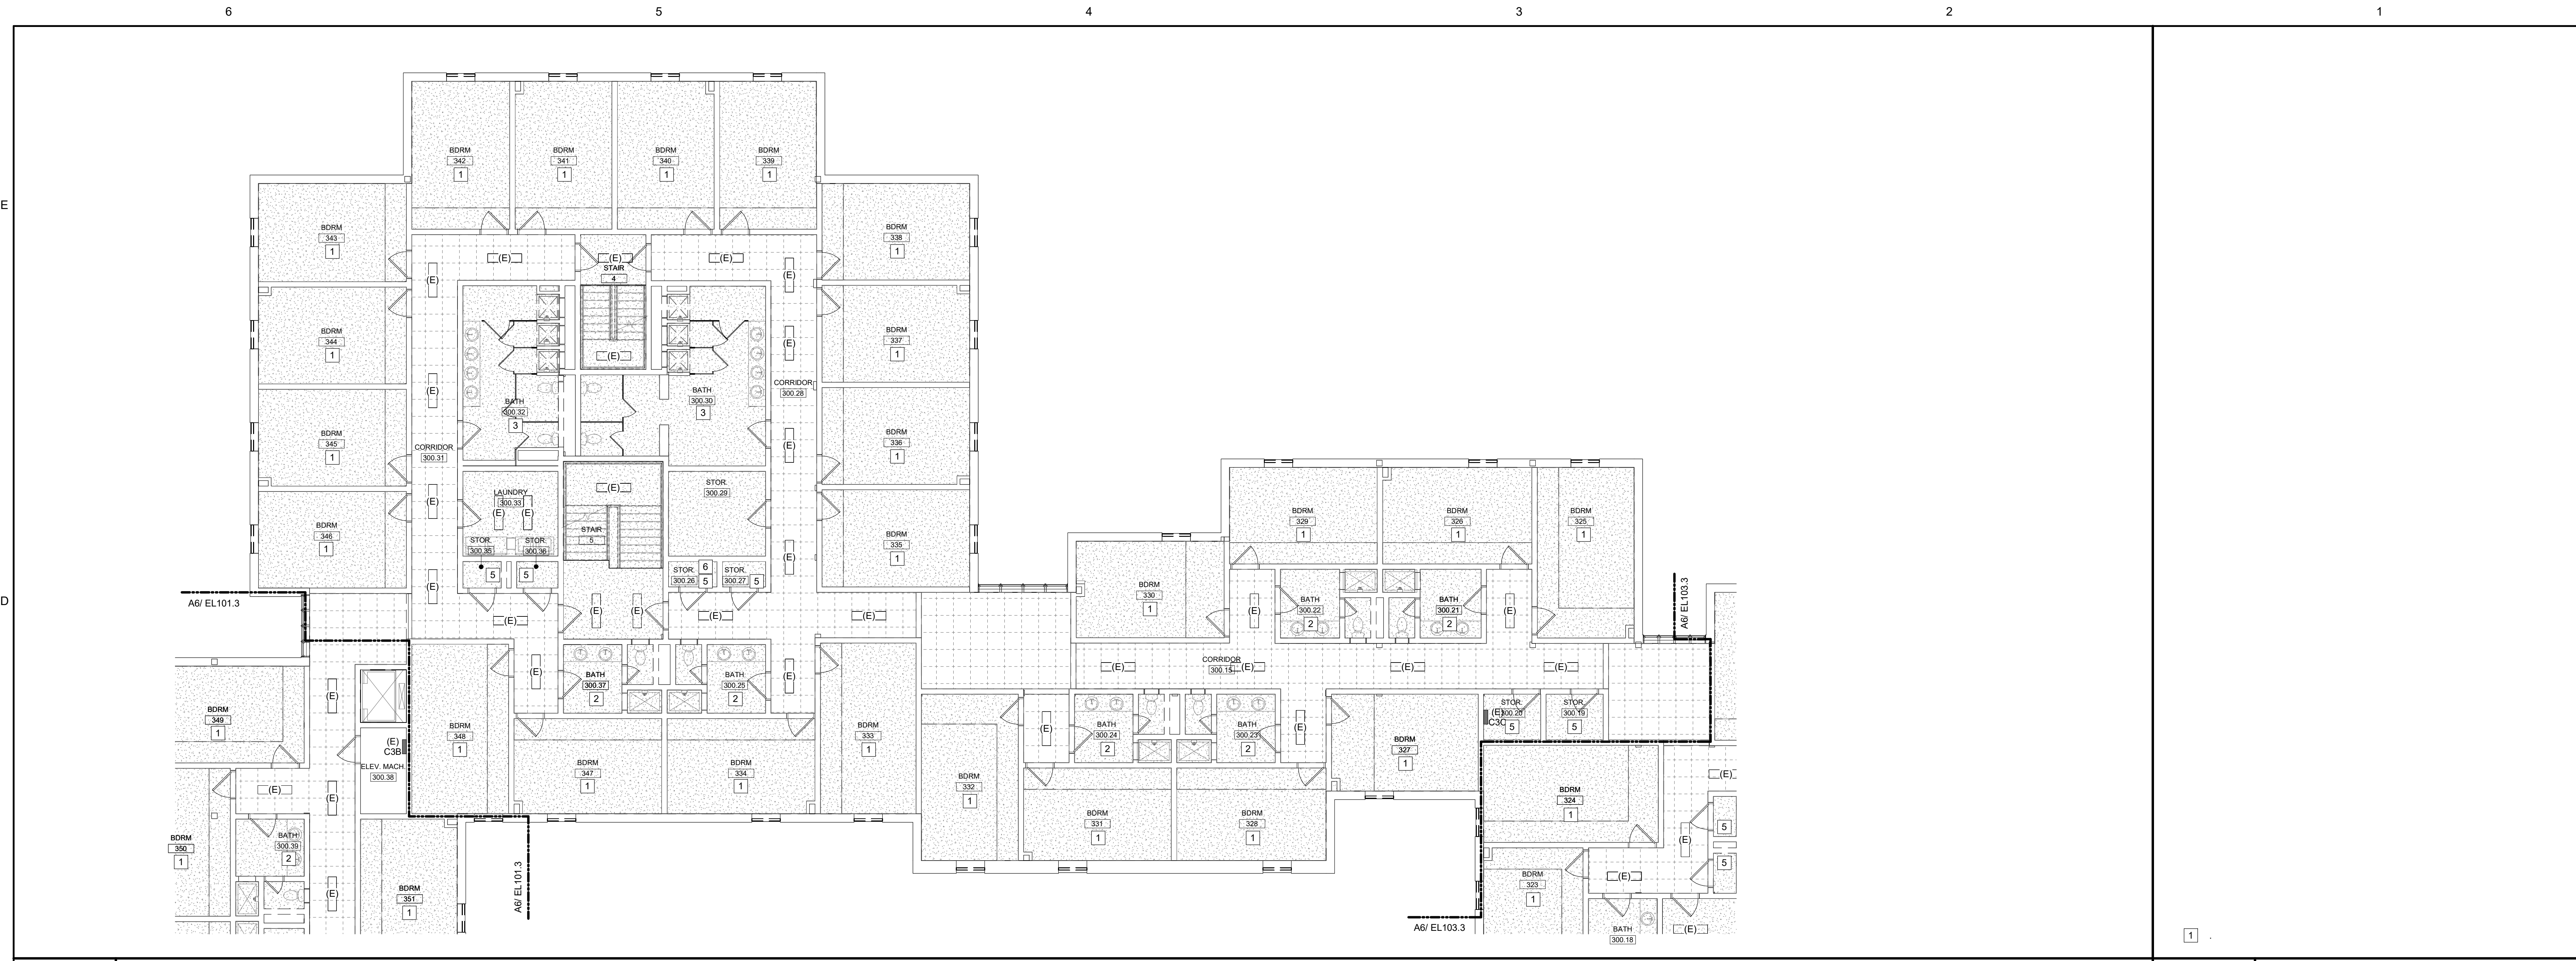 6 5 4 3 2 1
E
D
BDRM
342
1
BDRM
341
1
BDRM
340
1
BDRM
339
1
BDRM
343
1
BDRM
338
1
(E)
(E)
(E)
STAIR
4
(E)
(E)
BDRM
344
1
(E)
(E)
BDRM
337
1
(E)
(E)
CORRIDOR
300.28
BATH
300.32
3
BATH
300.30
3
BDRM
345
1
CORRIDOR
300.31
(E)
BDRM
336
1
(E)
STOR.
300.29
LAUNDRY
300.33
(E)
(E)
(E)
BDRM
346
1
STAIR
5
STOR.
300.35
5
STOR.
300.36
5
BDRM
335
1
(E)
(E)
STOR.
300.26
6
5
STOR.
300.27
5
(E)
(E)
(E)
(E)
(E)
(E)
A6/ EL101.3
BDRM
329
1
BDRM
326
1
BDRM
325
1
BDRM
330
1
(E)
BATH
300.22
2
BATH
300.21
2
(E)
A6/ EL103.3
(E)
CORRIDOR
300.15
(E)
(E)
(E)
(E)
(E)
BATH
300.37
2
BATH
300.25
2
(E)
BDRM
349
1
(E)
(E)
C3B
ELEV. MACH.
300.38
BDRM
348
1
BDRM
347
1
BDRM
334
1
BDRM
333
1
(E)
BATH
300.24
2
BATH
300.23
2
(E)
BDRM
327
1
(E)
C3C
STOR.
300.20
5
STOR.
300.19
5
BDRM
332
1
BDRM
331
1
BDRM
328
1
BDRM
324
1
(E)
(E)
(E)
5
5
(E)
(E)
BDRM
350
1
BATH
300.39
2
(E)
BDRM
351
1
A6/ EL101.3
BDRM
323
1
(E)
BATH
300.18
A6/ EL103.3
1 .